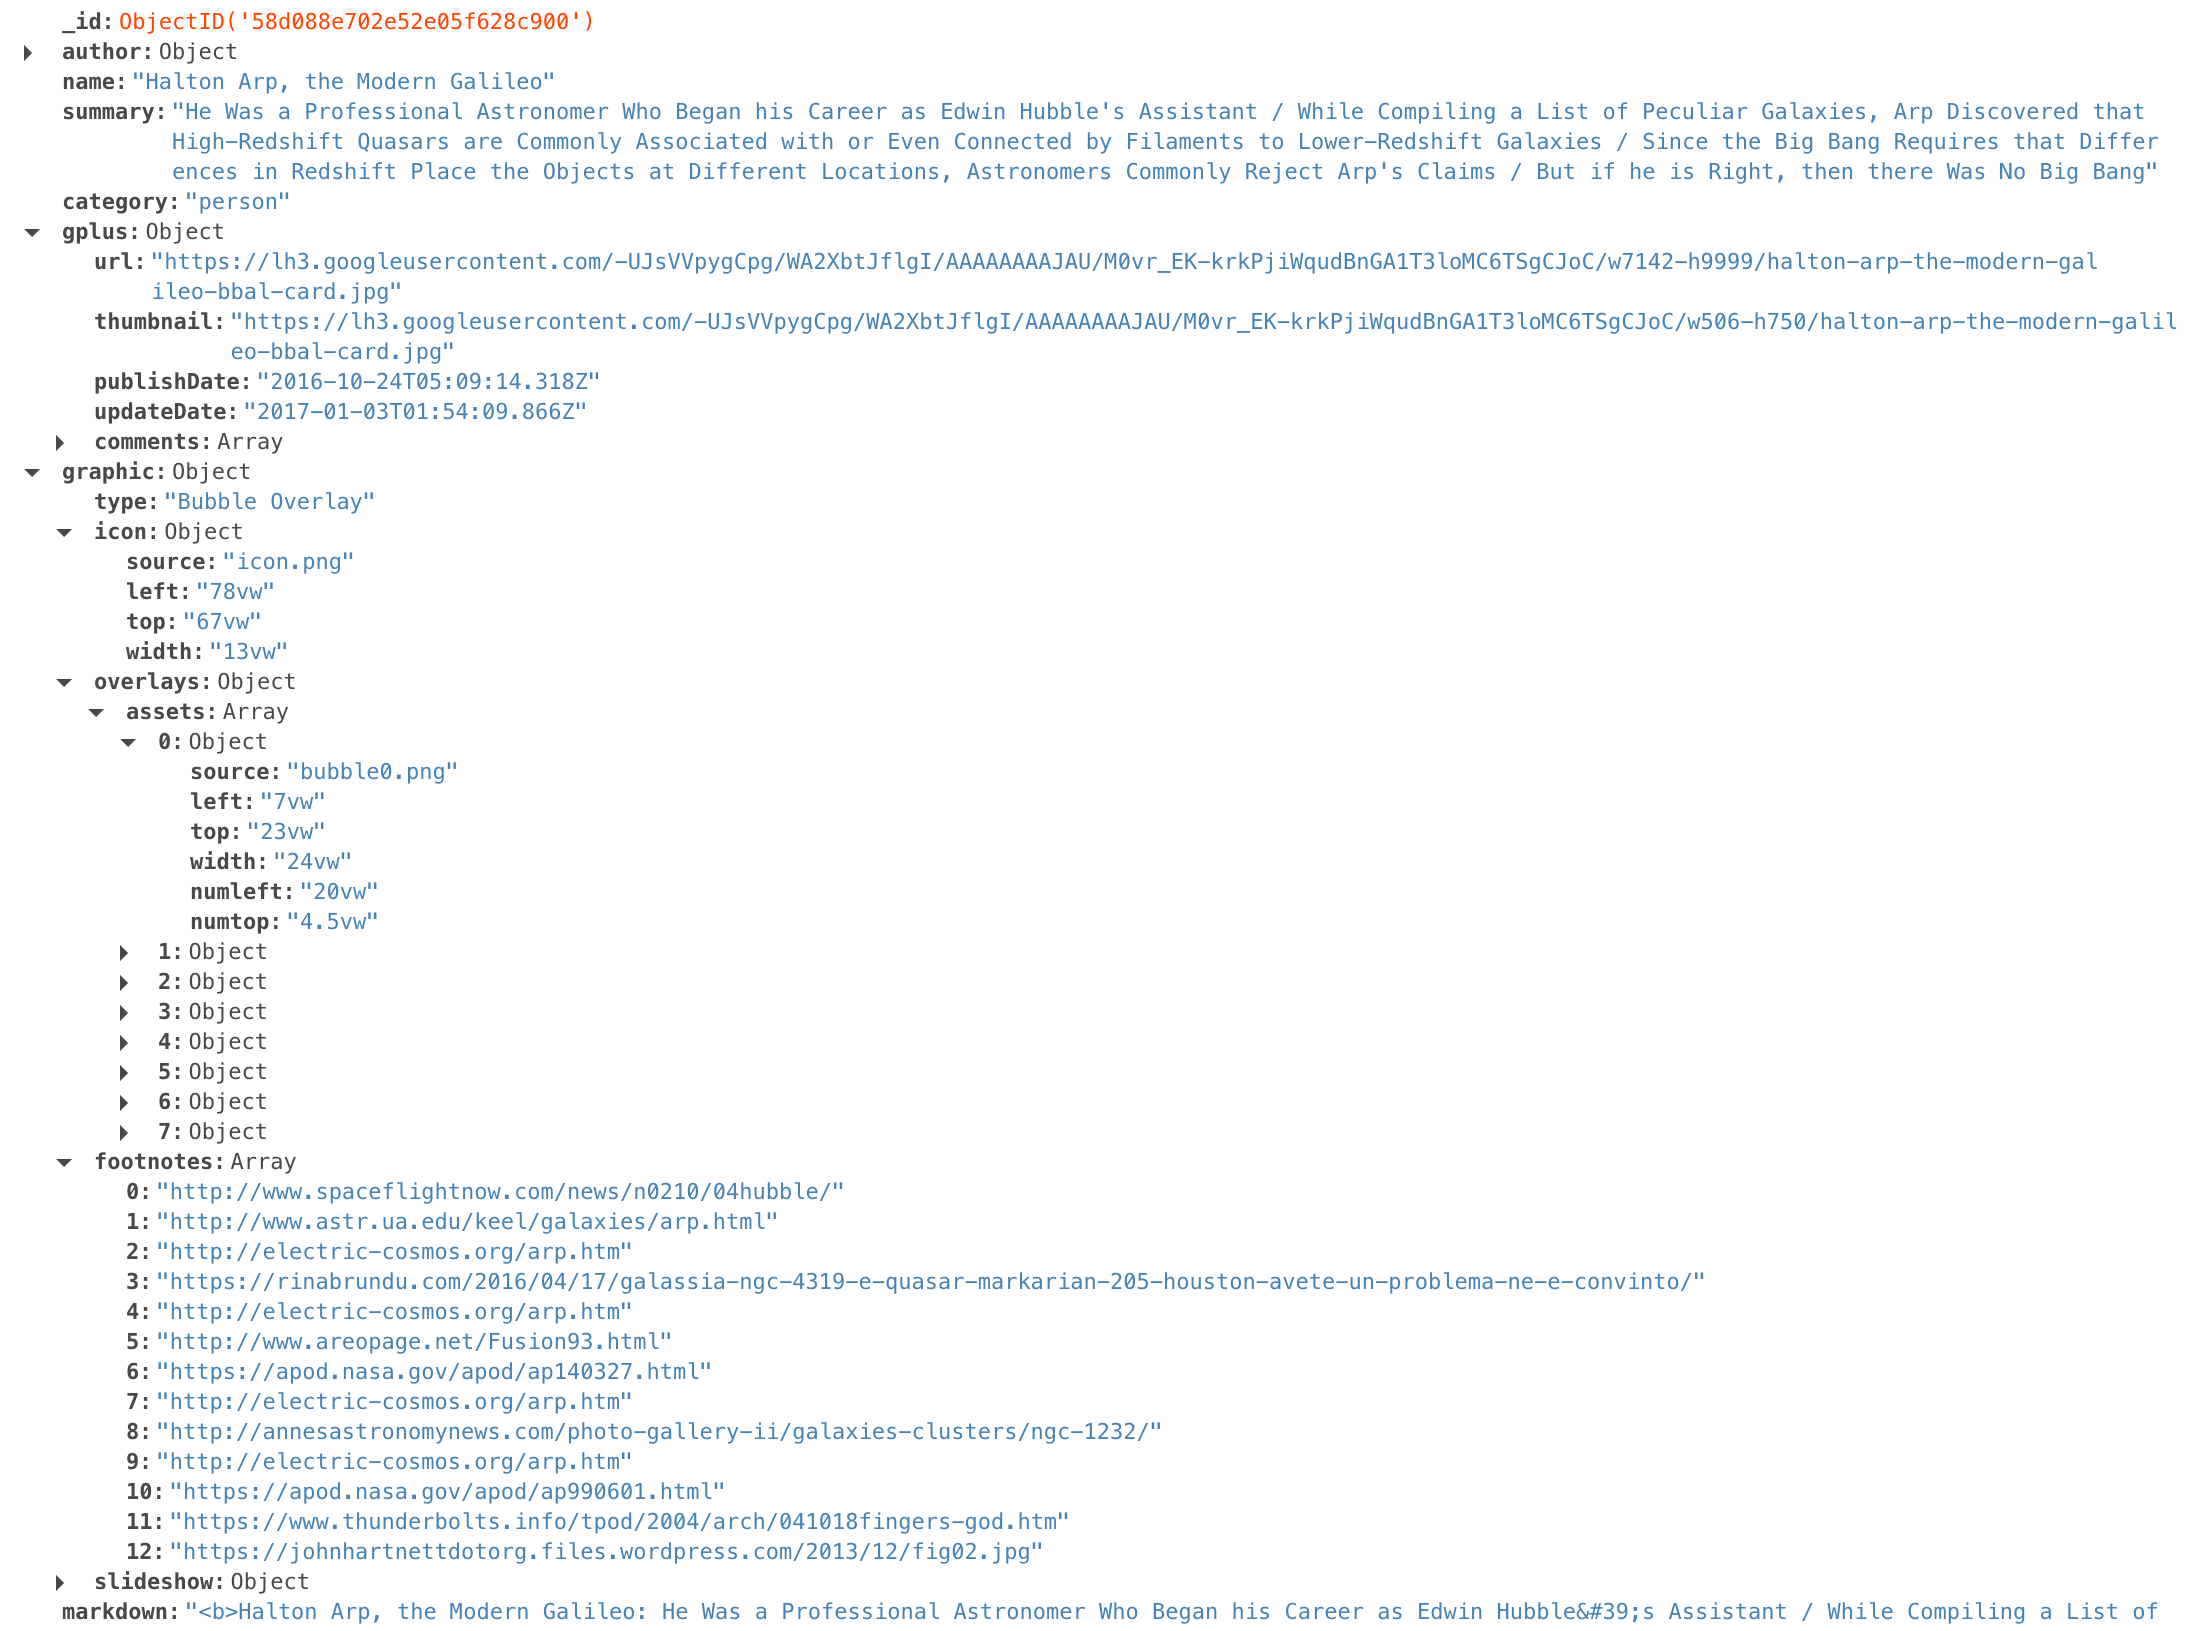 _id: ObjectID('58d088e702e52e05f628c900')
author: Object
name: "Halton Arp, the Modern Galileo"
summary: "He Was a Professional Astronomer Who Began his Career as Edwin Hubble's Assistant / While Compiling a List of Peculiar Galaxies, Arp Discovered that
High-Redshift Quasars are Commonly Associated with or Even Connected by Filaments to Lower-Redshift Galaxies / Since the Big Bang Requires that Differ
ences in Redshift Place the Objects at Different Locations, Astronomers Commonly Reject Arp's Claims / But if he is Right, then there Was No Big Bang"
category: "person"
gplus: Object
url: "https://lh3.googleusercontent.com/-UJsVVpygCpg/WA2XbtJflgI/AAAAAAAAJAU/M0vr_EK-krkPjiWqudBnGA1T3loMC6TSgCJoC/w7142-h9999/halton-arp-the-modern-gal
ileo-bbal-card.jpg"
thumbnail: "https://lh3.googleusercontent.com/-UJsVVpygCpg/WA2XbtJflgI/AAAAAAAAJAU/M0vr_EK-krkPjiWqudBnGA1T3loMC6TSgCJoC/w506-h750/halton-arp-the-modern-galil
eo-bbal-card.jpg"
publishDate: "2016-10-24T05:09:14.318Z"
updateDate: "2017-01-03T01:54:09.866Z"
comments: Array
graphic: Object
type: "Bubble Overlay"
icon: Object
source: "icon.png"
left: "78vw"
top: "67vw"
width: "13vw"
overlays: Object
assets: Array
0: Object
source: "bubble0.png"
left: "7vw"
top: "23vw"
width: "24vw"
numleft: "20vw"
numtop: "4.5vw"
1: Object
2: Object
3: Object
4: Object
5: Object
6: Object
7: Object
footnotes: Array
0: "http://www.spaceflightnow.com/news/n0210/04hubble/"
1: "http://www.astr.ua.edu/keel/galaxies/arp.html"
2: "http://electric-cosmos.org/arp.htm"
3: "https://rinabrundu.com/2016/04/17/galassia-ngc-4319-e-quasar-markarian-205-houston-avete-un-problema-ne-e-convinto/"
4: "http://electric-cosmos.org/arp.htm"
5: "http://www.areopage.net/Fusion93.html"
6: "https://apod.nasa.gov/apod/ap140327.html"
7: "http://electric-cosmos.org/arp.htm"
8: "http://annesastronomynews.com/photo-gallery-ii/galaxies-clusters/ngc-1232/"
9: "http://electric-cosmos.org/arp.htm"
10: "https://apod.nasa.gov/apod/ap990601.html"
11: "https://www.thunderbolts.info/tpod/2004/arch/041018fingers-god.htm"
12: "https://johnhartnettdotorg.files.wordpress.com/2013/12/fig02.jpg"
slideshow: Object
markdown: "<b>Halton Arp, the Modern Galileo: He Was a Professional Astronomer Who Began his Career as Edwin Hubble&#39;s Assistant / While Compiling a List of